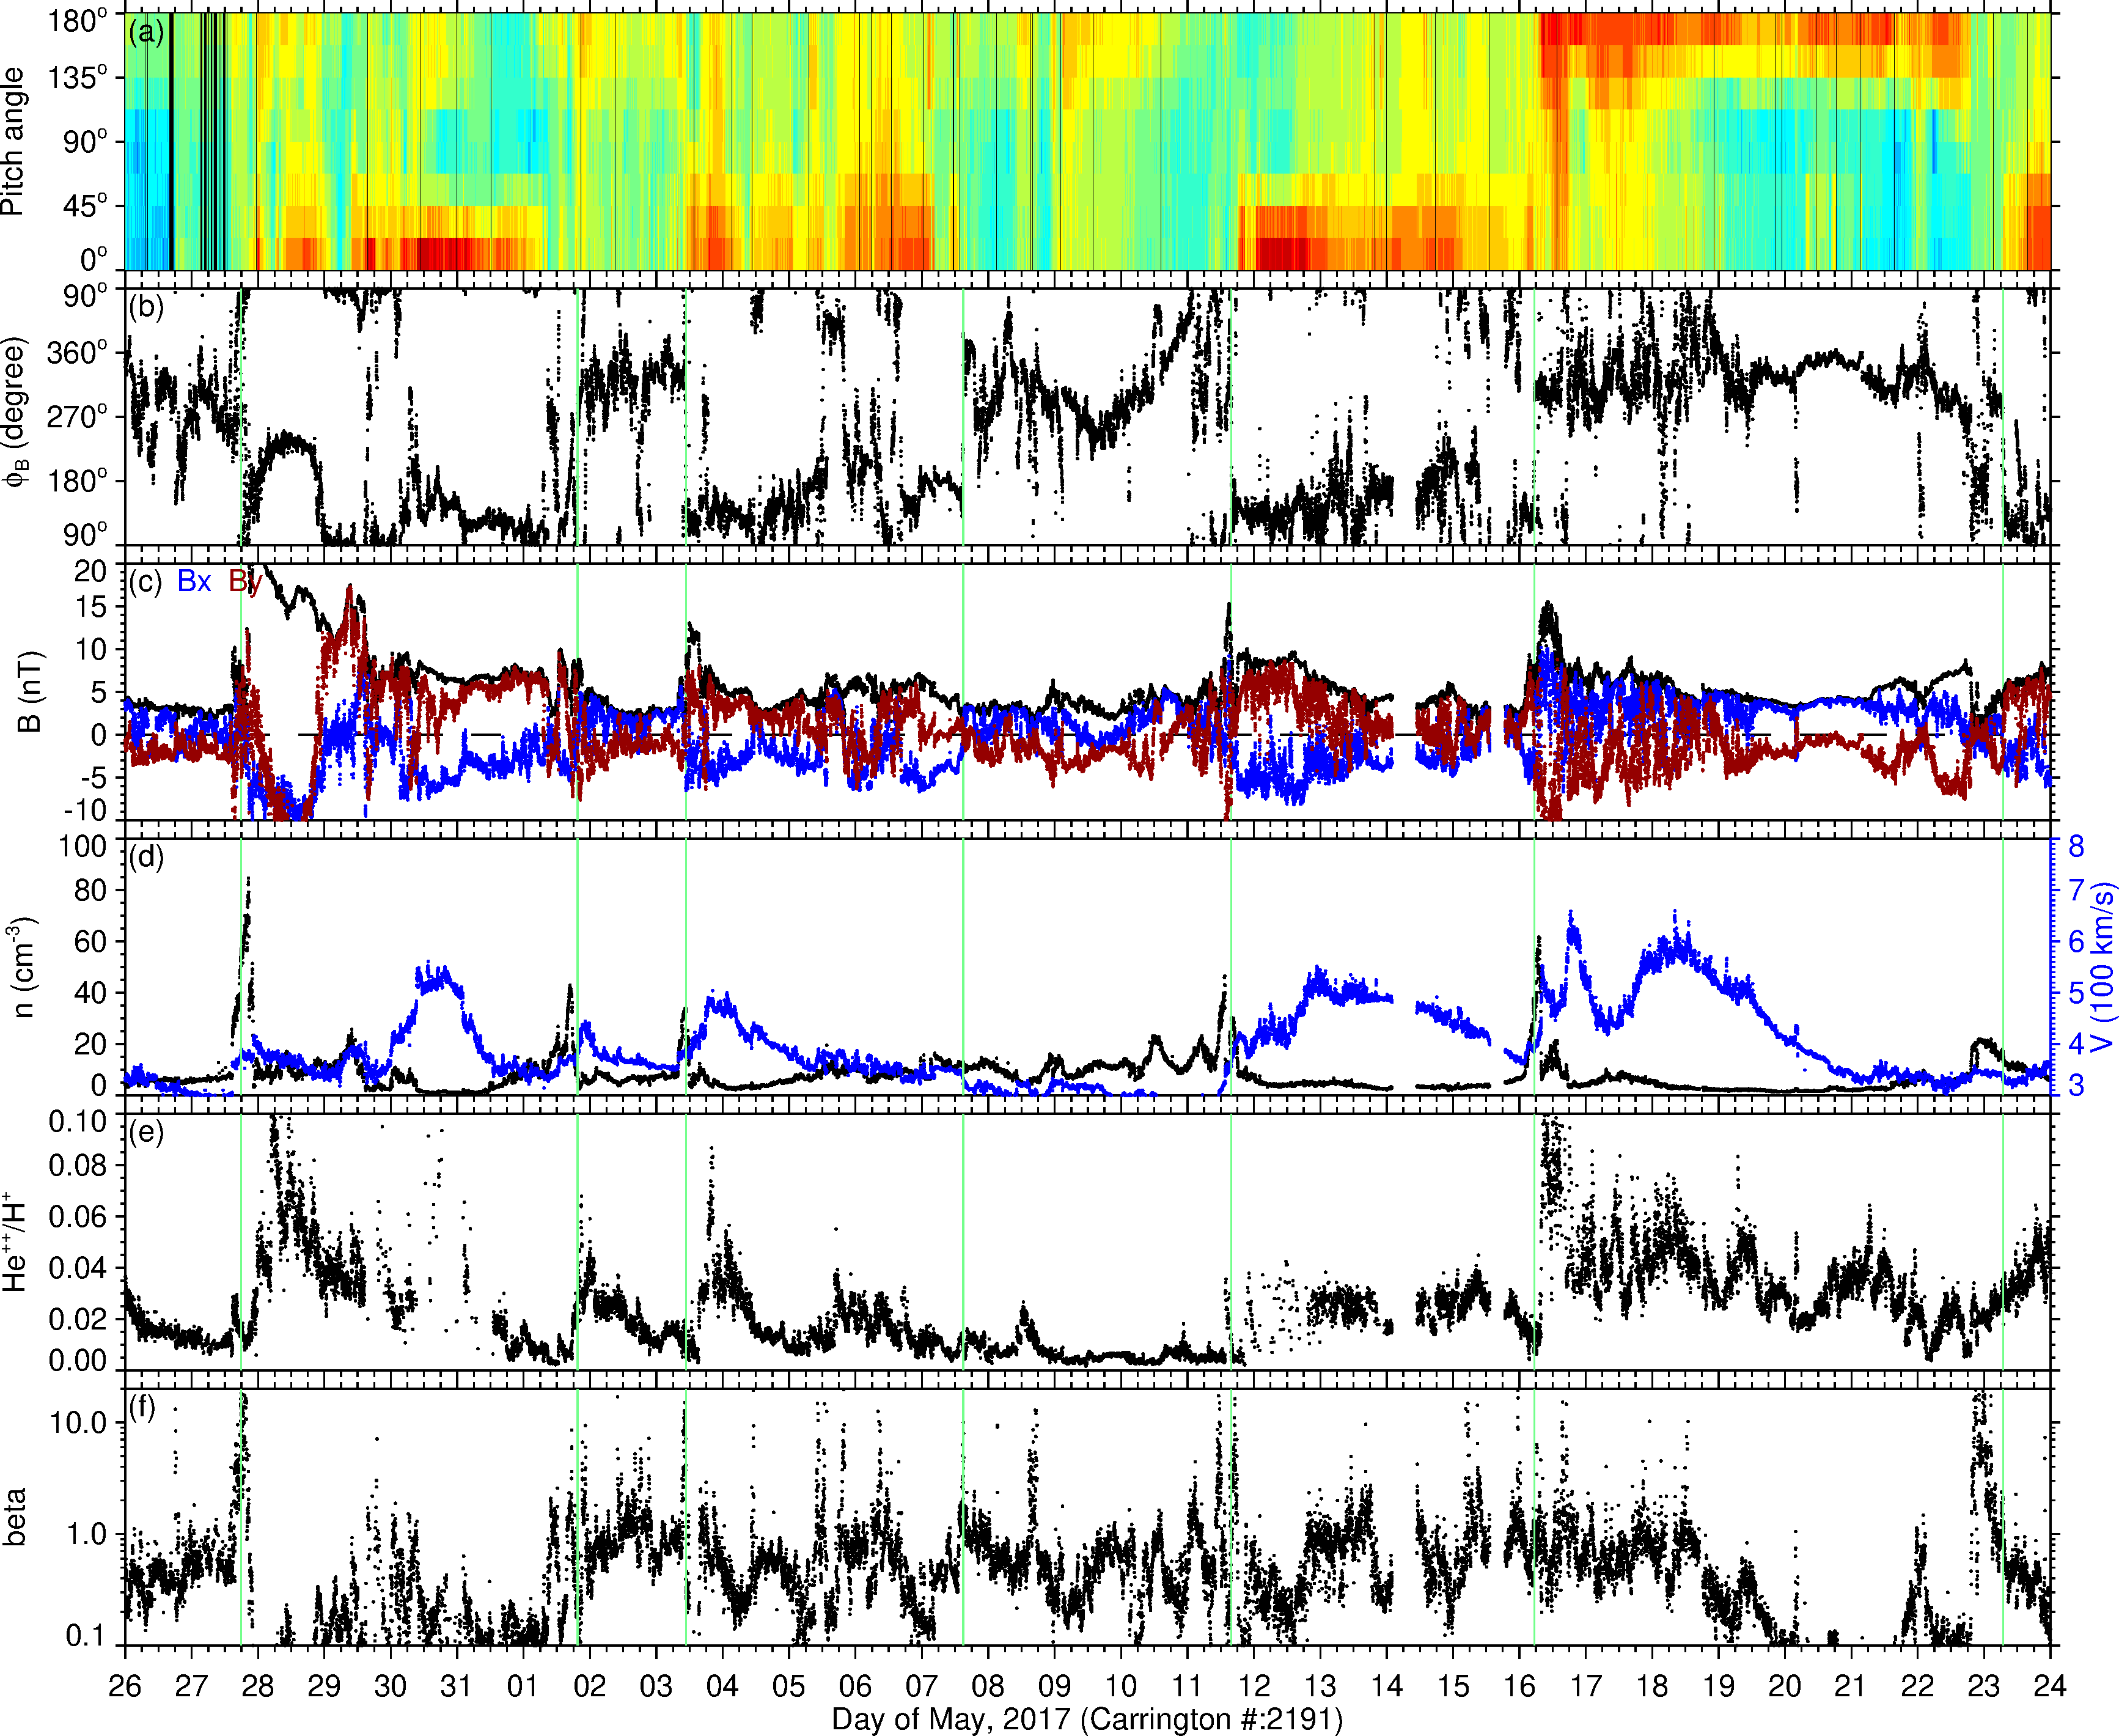 (a)
180°
135°
90°
45°
0°
Pitch angle
(b)
90°
360°
270°
180°
90°
ϕB (degree)
(c) Bx By
20
15
10
5
0
-5
-10
B (nT)
(d)
100
80
60
40
20
0
n (cm-3)
8
7
6
5
4
3
V (100 km/s)
(e)
0.10
0.08
0.06
0.04
0.02
0.00
He++/H+
(f)
10.0
1.0
0.1
beta
26 27 28 29 30 31 01 02 03 04 05 06 07 08 09 10 11 12 13 14 15 16 17 18 19 20 21 22 23 24
Day of May, 2017 (Carrington #:2191)